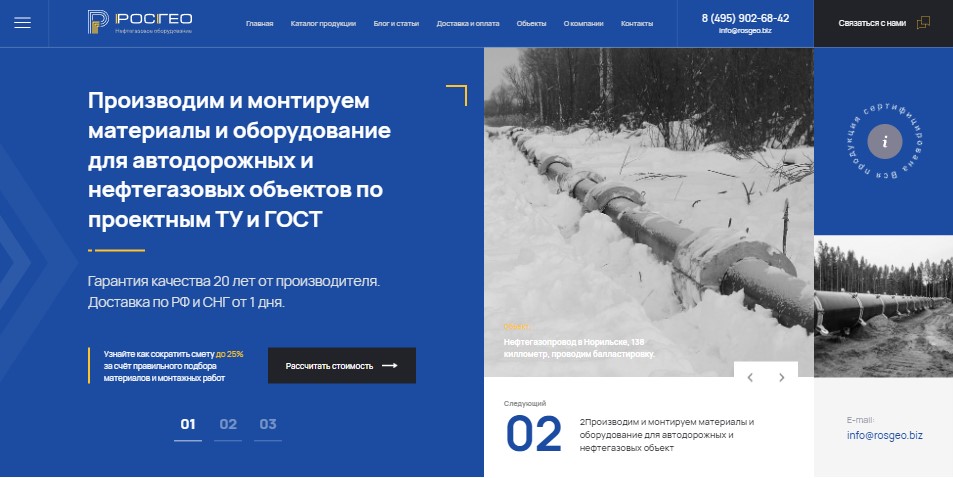 РОСГЕО
Нефтегазовое оборудование
Главная Каталог продукции Блог и статьи Доставка и оплата Объекты О компании Контакты
8 (495) 902-68-42
info@rosgeo.biz
Связаться с нами
Производим и монтируем
материалы и оборудование
для автодорожных и
нефтегазовых объектов по
проектным ТУ и ГОСТ
Гарантия качества 20 лет от производителя.
Доставка по РФ и СНГ от 1 дня.
Узнайте как сократить смету до 25%
за счёт правильного подбора
материалов и монтажных работ
Рассчитать стоимость
01 02 03
Нефтегазопровод в Норильске, 138
километр, проводим балластировку.
Следующий
02
2Производим и монтируем материалы и
оборудование для автодорожных и
нефтегазовых объект
Вся продукция сертифицирована
i
E-mail:
info@rosgeo.biz